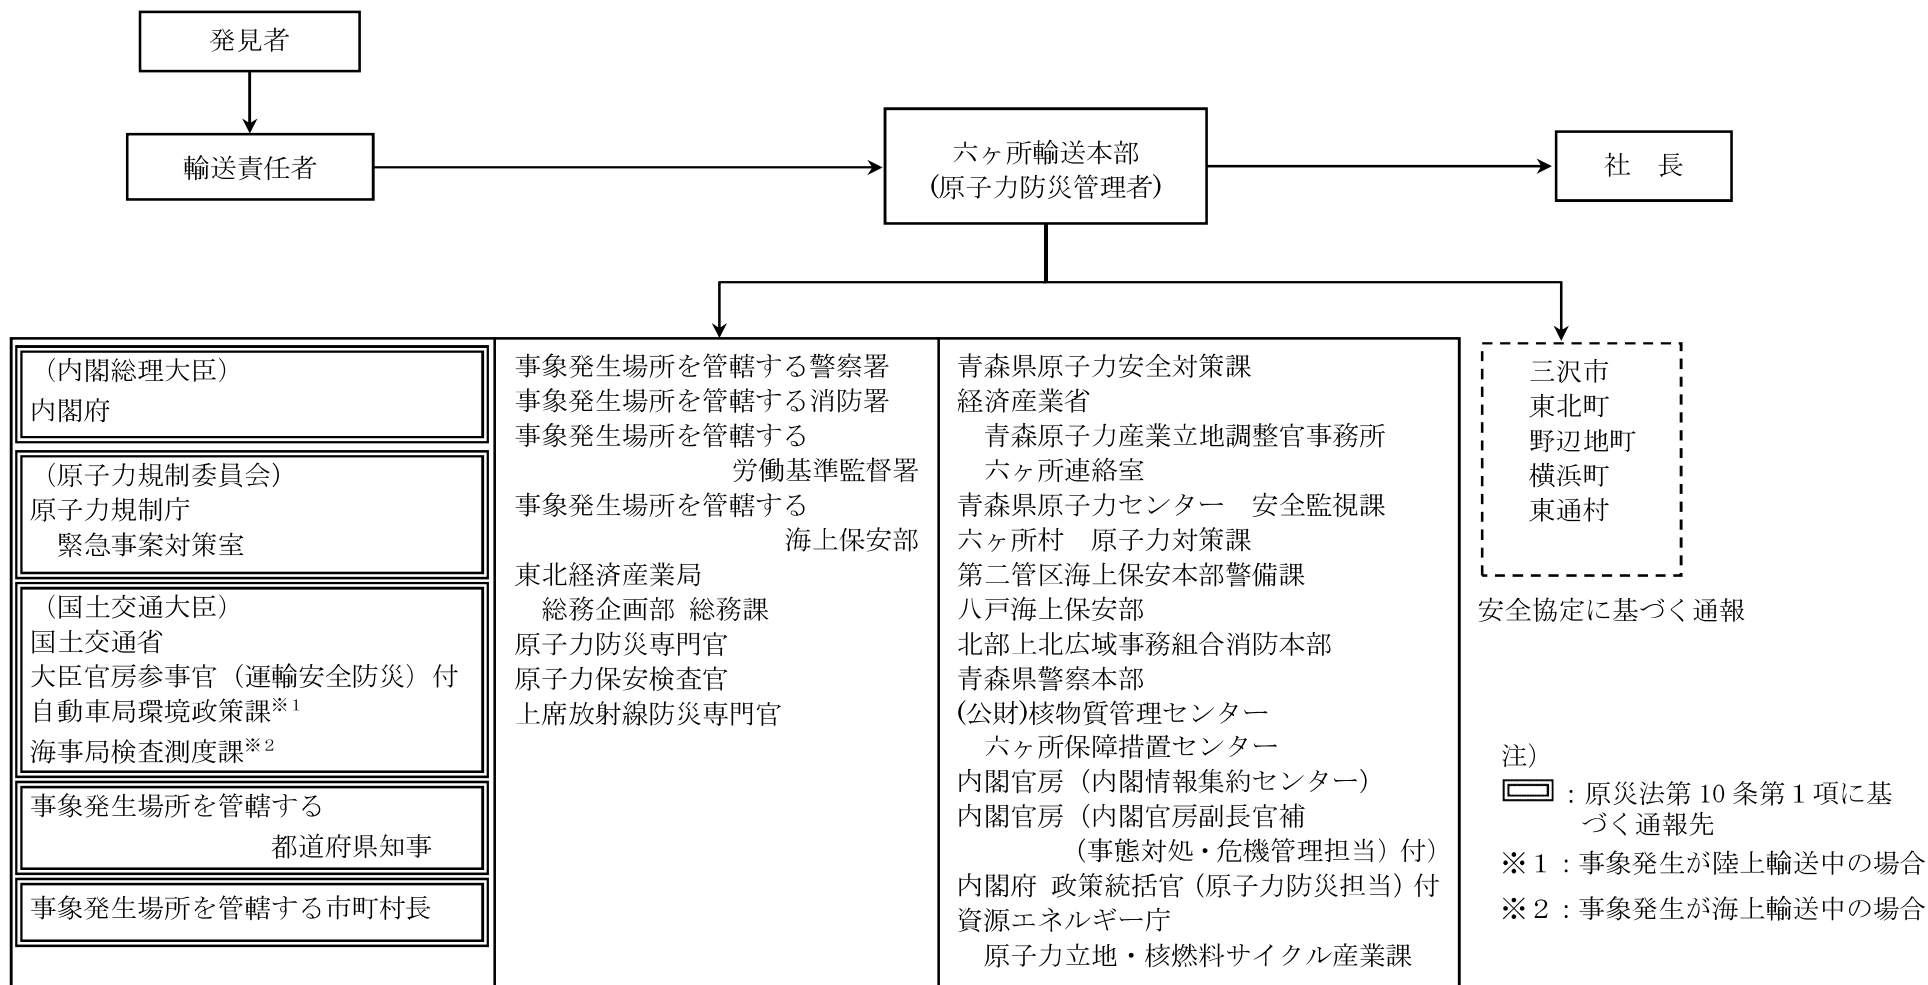 発見者
輸送責任者
六ヶ所輸送本部
(原子力防災管理者)
社　長
（内閣総理大臣）
内閣府
（原子力規制委員会）
原子力規制庁
緊急事案対策室
（国土交通大臣）
国土交通省
大臣官房参事官（運輸安全防災）付
自動車局環境政策課※1
海事局検査測度課※2
事象発生場所を管轄する
都道府県知事
事象発生場所を管轄する市町村長
事象発生場所を管轄する警察署
事象発生場所を管轄する消防署
事象発生場所を管轄する
労働基準監督署
事象発生場所を管轄する
海上保安部
東北経済産業局
総務企画部 総務課
原子力防災専門官
原子力保安検査官
上席放射線防災専門官
青森県原子力安全対策課
経済産業省
青森原子力産業立地調整官事務所
六ヶ所連絡室
青森県原子力センター　安全監視課
六ヶ所村　原子力対策課
第二管区海上保安本部警備課
八戸海上保安部
北部上北広域事務組合消防本部
青森県警察本部
(公財)核物質管理センター
六ヶ所保障措置センター
内閣官房（内閣情報集約センター）
内閣官房（内閣官房副長官補
（事態対処・危機管理担当）付）
内閣府 政策統括官（原子力防災担当）付
資源エネルギー庁
原子力立地・核燃料サイクル産業課
三沢市
東北町
野辺地町
横浜町
東通村
安全協定に基づく通報
注）
：原災法第 10 条第１項に基
づく通報先
※１：事象発生が陸上輸送中の場合
※２：事象発生が海上輸送中の場合